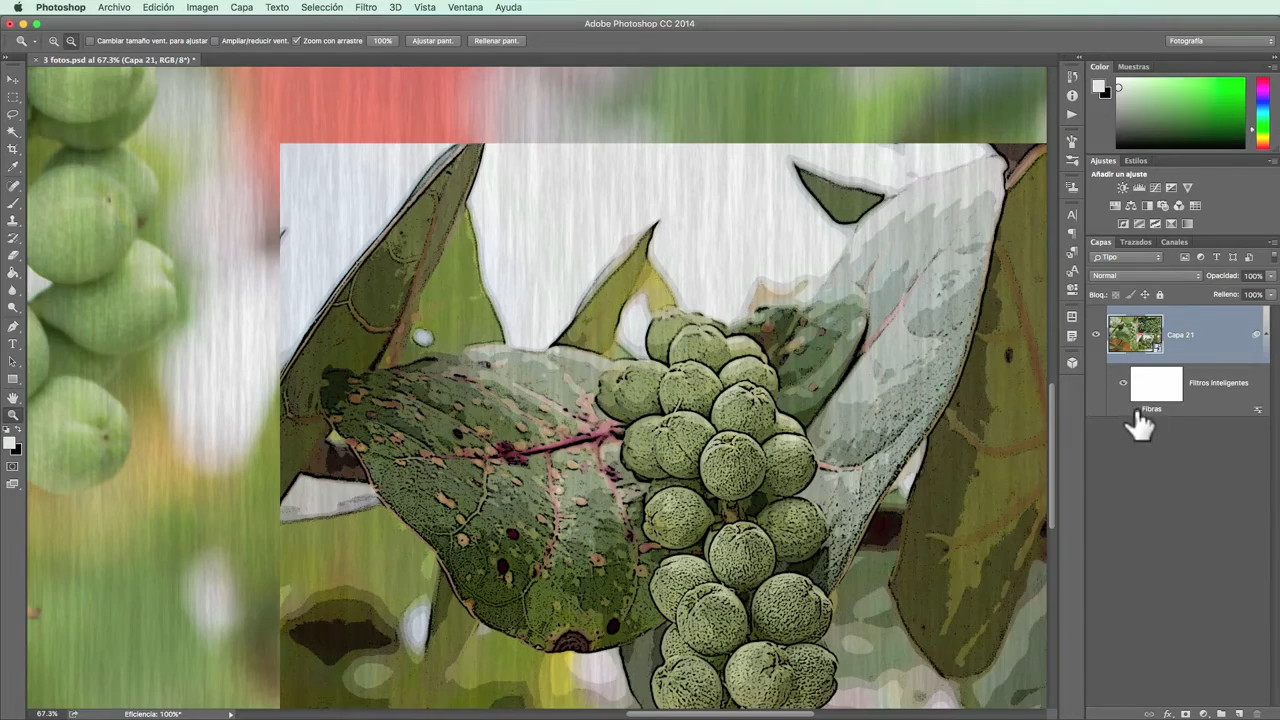 Photoshop Archivo Edición Imagen Capa Texto Selección Filtro 3D Vista Ventana Ayuda
Adobe Photoshop CC 2014
Cambiar tamaño vent. para ajustar Ampliar/reducir vent. Zoom con arrastre 100% Ajustar pant. Rellenar pant. Fotografía
× 3 fotos.psd al 67.3% (Capa 21, RGB/8*) *
Color Muestras
Ajustes Estilos
Añadir un ajuste
Capas Trazados Canales
Tipo
Normal Opacidad: 100%
Bloq.: Relleno: 100%
Capa 21
Filtros inteligentes
Fibras
67.3% Eficiencia: 100%*